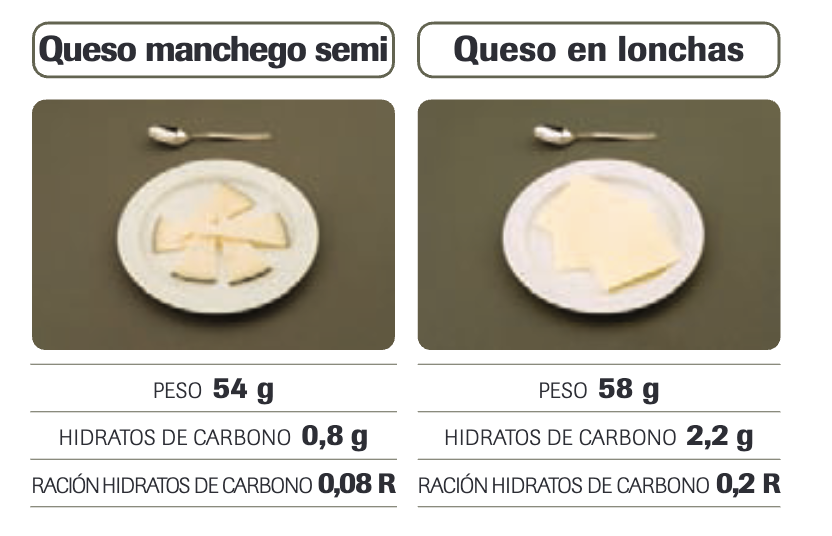 Queso manchego semi
PESO 54 g
HIDRATOS DE CARBONO 0,8 g
RACIÓN HIDRATOS DE CARBONO 0,08 R
Queso en lonchas
PESO 58 g
HIDRATOS DE CARBONO 2,2 g
RACIÓN HIDRATOS DE CARBONO 0,2 R